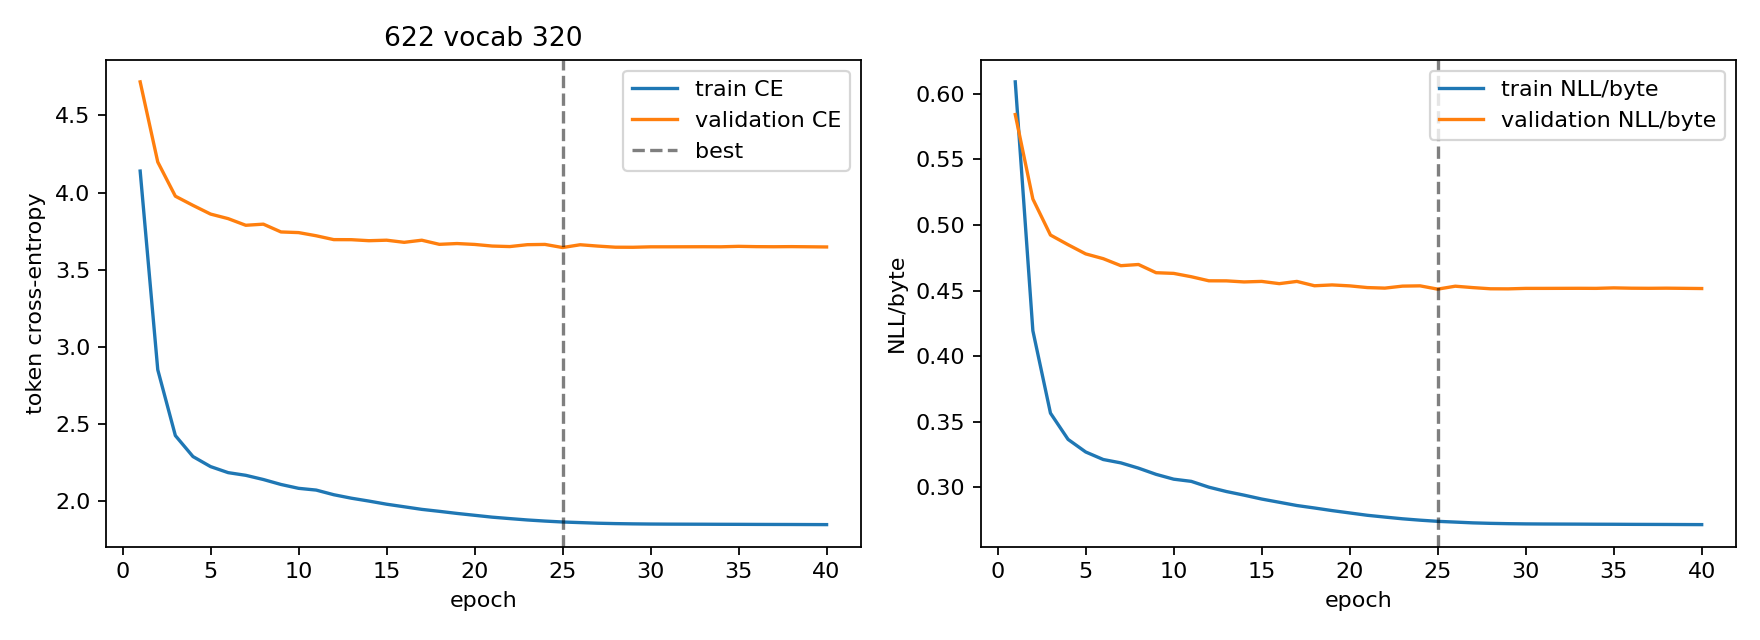 622 vocab 320
token cross-entropy
4.5
4.0
3.5
3.0
2.5
2.0
train CE
validation CE
best
0 5 10 15 20 25 30 35 40
epoch
NLL/byte
0.60
0.55
0.50
0.45
0.40
0.35
0.30
train NLL/byte
validation NLL/byte
0 5 10 15 20 25 30 35 40
epoch